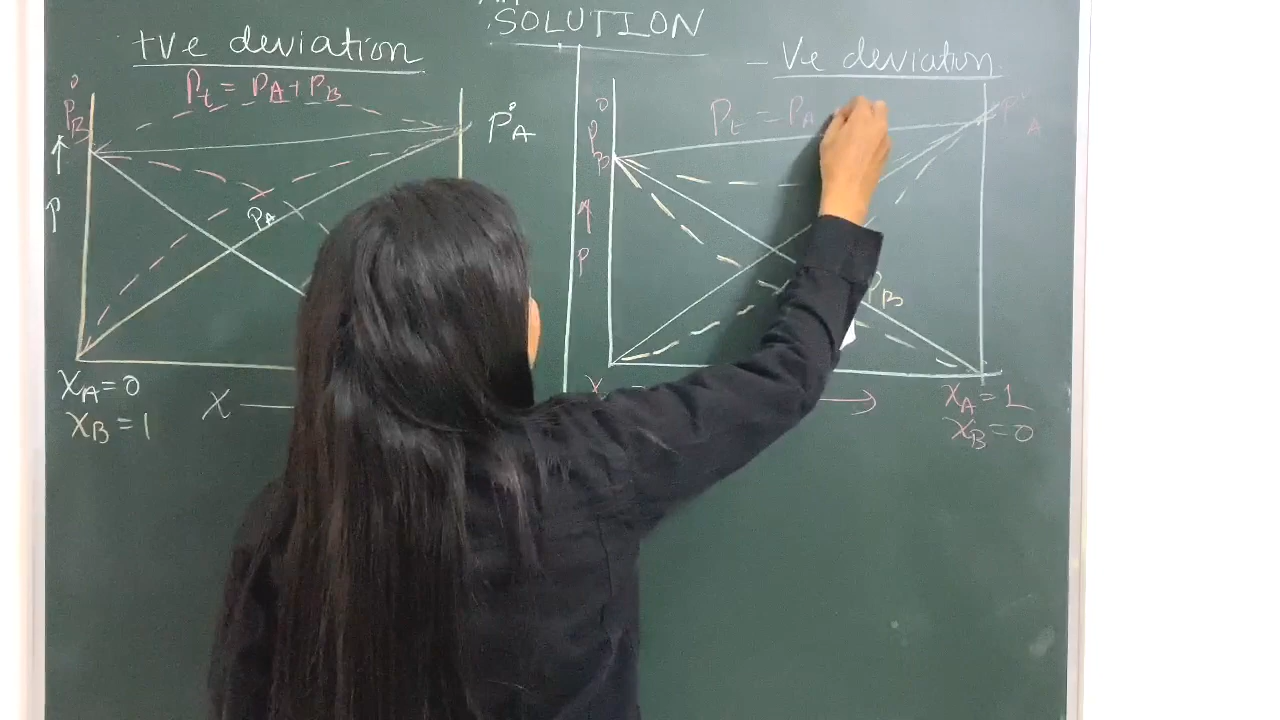 SOLUTION
+ve deviation
Pt = PA + PB
P°B
P°A
↑
P
PA
XA = 0
XB = 1
X
-Ve deviation
Pt = PA
P°B
P°A
↑
P
PB
XA = 1
XB = 0